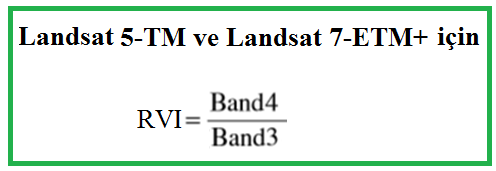 Landsat 5-TM ve Landsat 7-ETM+ için
RVI= Band4
Band3